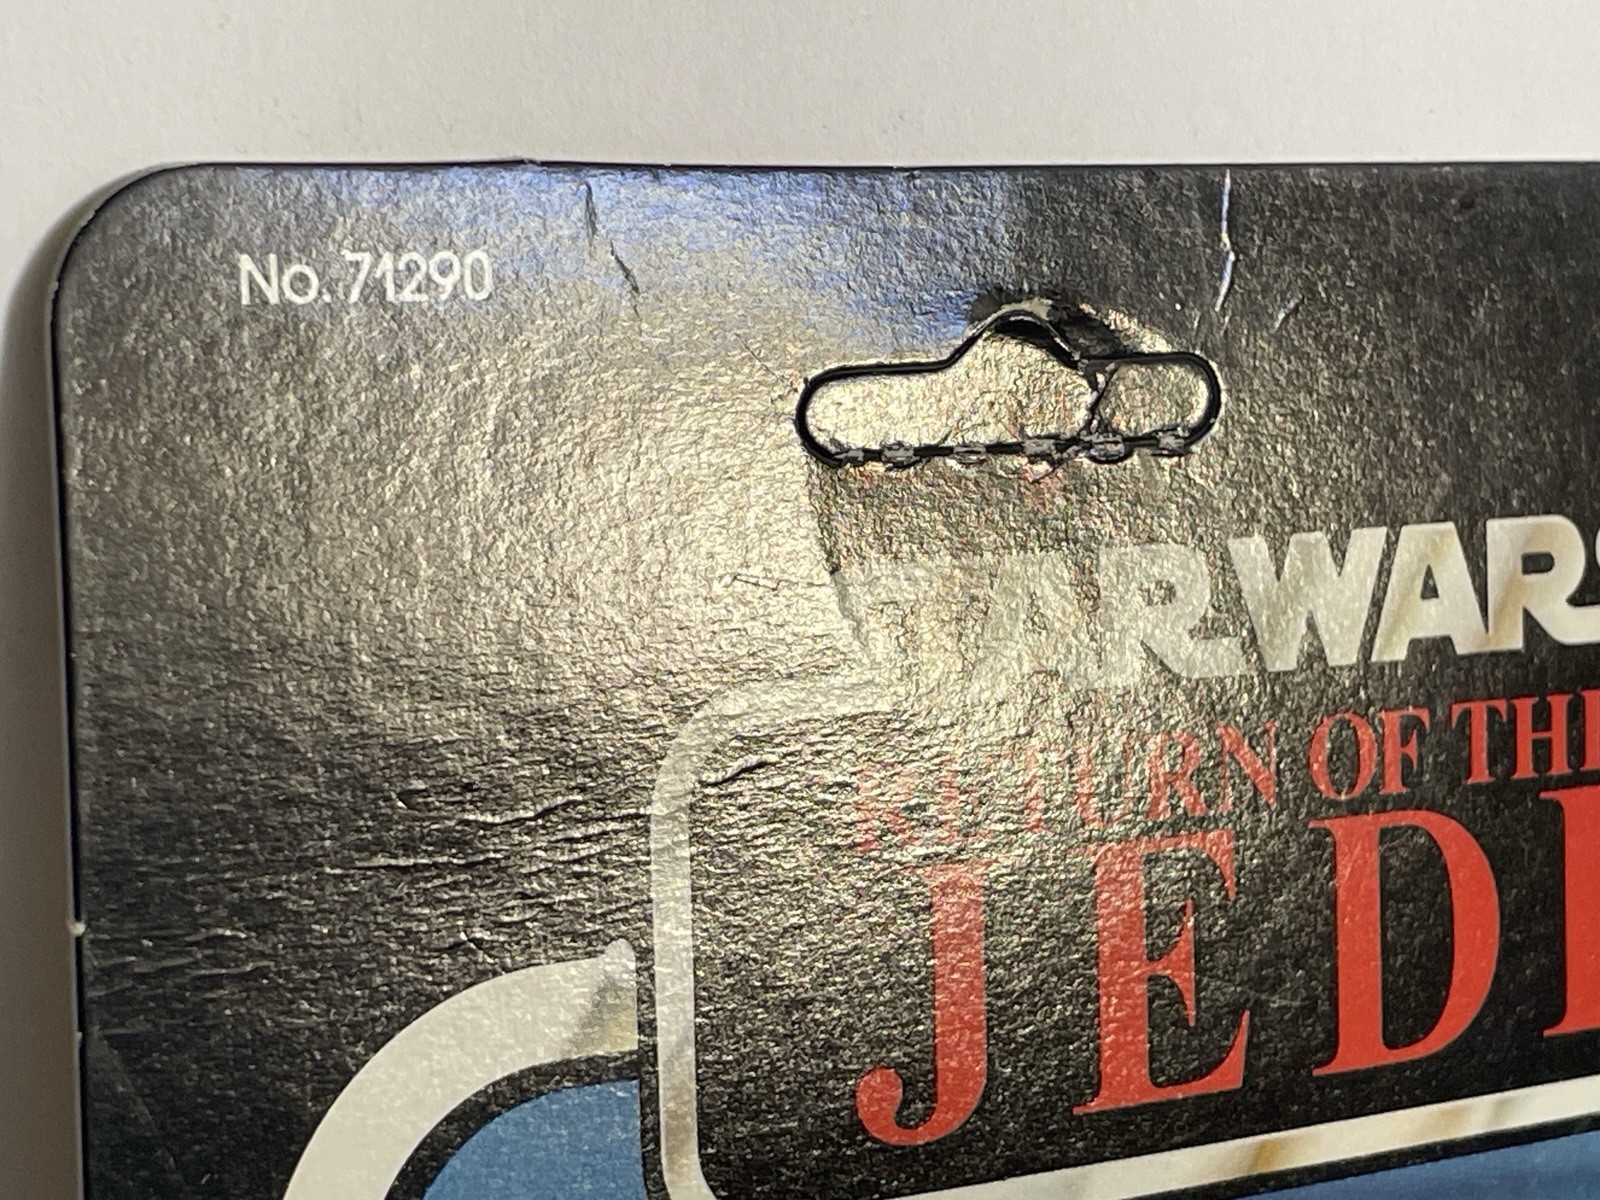 No. 71290
STAR WARS
RETURN OF THE
JEDI